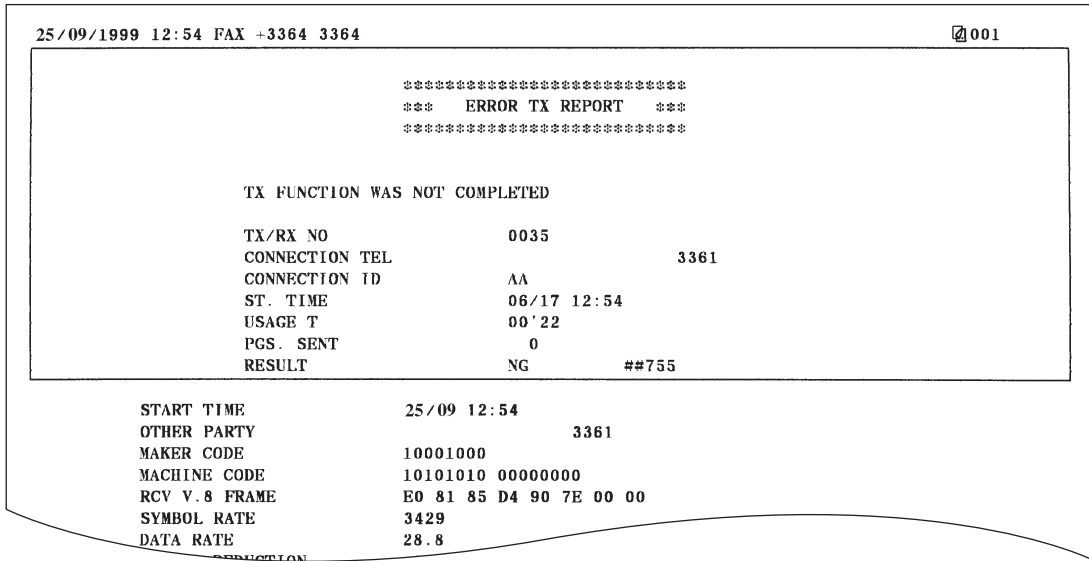 25/09/1999 12:54 FAX +3364 3364 001
***************************
*** ERROR TX REPORT ***
***************************
TX FUNCTION WAS NOT COMPLETED
TX/RX NO 0035
CONNECTION TEL 3361
CONNECTION ID AA
ST. TIME 06/17 12:54
USAGE T 00'22
PGS. SENT 0
RESULT NG ##755
START TIME 25/09 12:54
OTHER PARTY 3361
MAKER CODE 10001000
MACHINE CODE 10101010 00000000
RCV V.8 FRAME E0 81 85 D4 90 7E 00 00
SYMBOL RATE 3429
DATA RATE 28.8